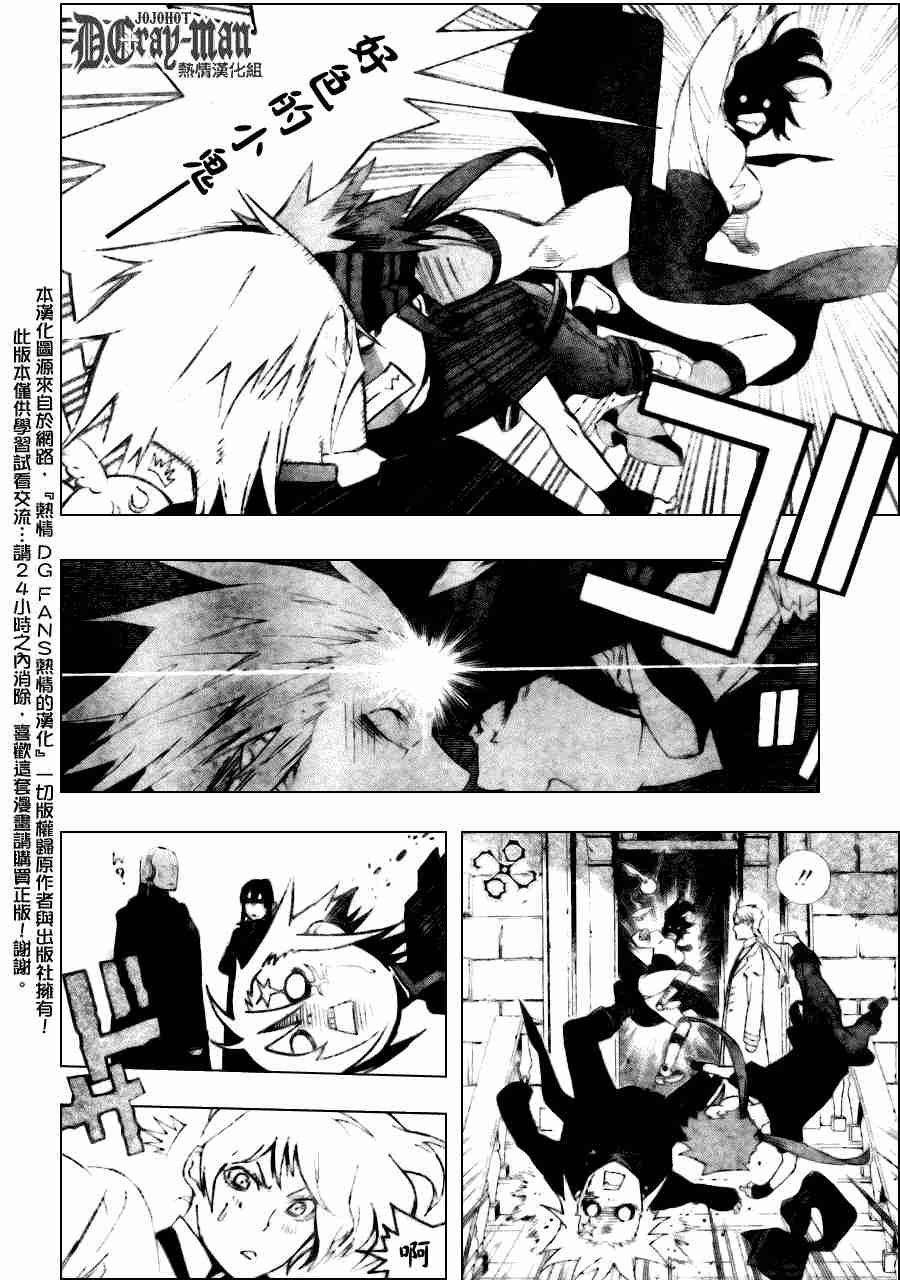 JOJOHOT
D.Gray-man
熱情漢化組
好色的小鬼——
ゴ!!
!!
ドサ
啊
本漢化圖源來自於網路．『熱情ＤＧＦＡＮＳ熱情的漢化』一切版權歸原作者與出版社擁有！
此版本僅供學習試看交流…請２４小時之內消除．喜歡這套漫畫請購買正版！謝謝。